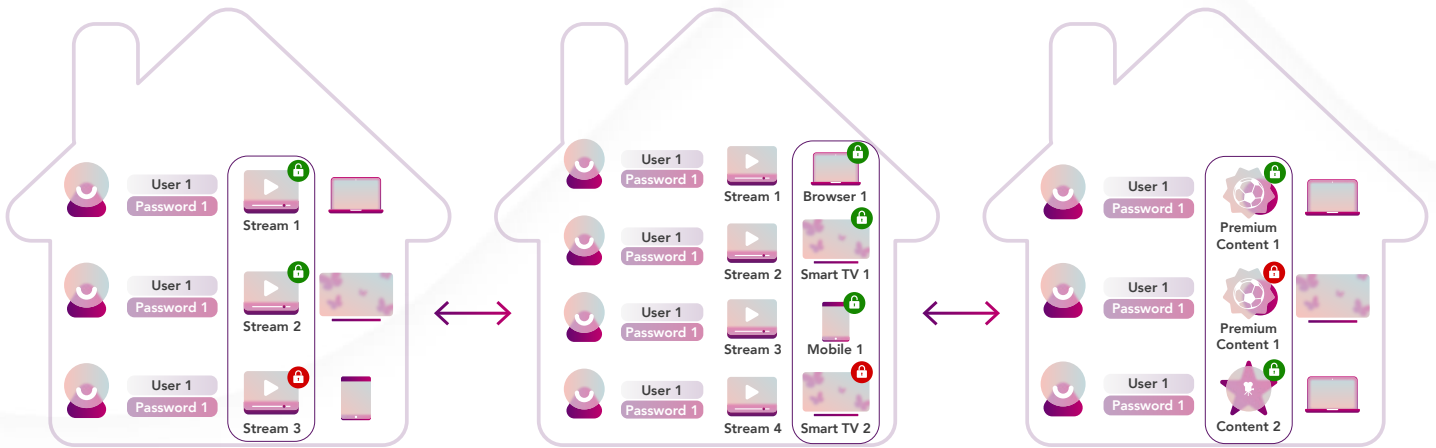 User 1
Password 1
Stream 1
User 1
Password 1
Stream 2
User 1
Password 1
Stream 3
User 1
Password 1
Stream 1
Browser 1
User 1
Password 1
Stream 2
Smart TV 1
User 1
Password 1
Stream 3
Mobile 1
User 1
Password 1
Stream 4
Smart TV 2
User 1
Password 1
Premium
Content 1
User 1
Password 1
Premium
Content 1
User 1
Password 1
Content 2